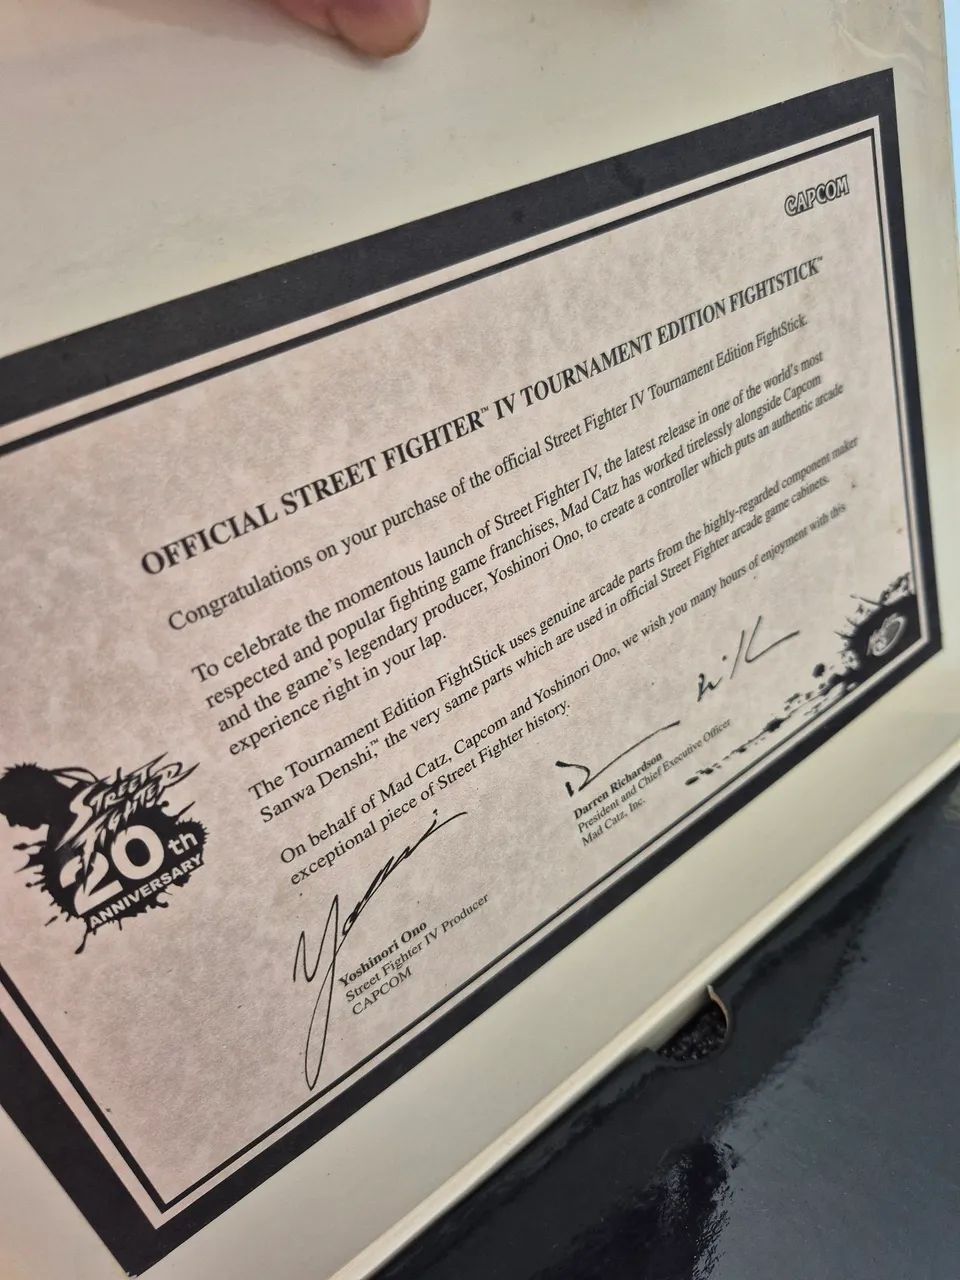 CAPCOM
OFFICIAL STREET FIGHTER™ IV TOURNAMENT EDITION FIGHTSTICK™
Congratulations on your purchase of the official Street Fighter IV Tournament Edition FightStick.
To celebrate the momentous launch of Street Fighter IV, the latest release in one of the world's most
respected and popular fighting game franchises, Mad Catz has worked tirelessly alongside Capcom
and the game's legendary producer, Yoshinori Ono, to create a controller which puts an authentic arcade
experience right in your lap.
The Tournament Edition FightStick uses genuine arcade parts from the highly-regarded component maker
Sanwa Denshi,™ the very same parts which are used in official Street Fighter arcade game cabinets.
On behalf of Mad Catz, Capcom and Yoshinori Ono, we wish you many hours of enjoyment with this
exceptional piece of Street Fighter history.
STREET
FIGHTER
20th
ANNIVERSARY
Yoshinori Ono
Street Fighter IV Producer
CAPCOM
Darren Richardson
President and Chief Executive Officer
Mad Catz, Inc.